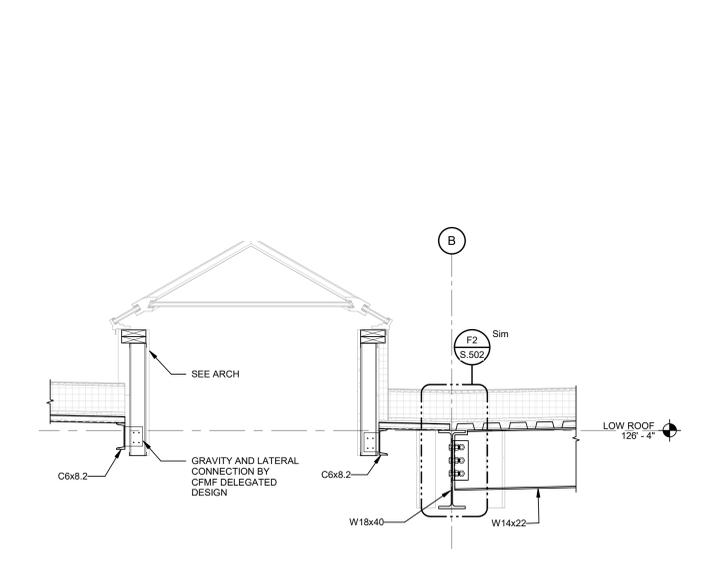 B
F2
Sim
S.502
SEE ARCH
LOW ROOF
126' - 4"
GRAVITY AND LATERAL
CONNECTION BY
CFMF DELEGATED
DESIGN
C6x8.2
C6x8.2
W18x40
W14x22